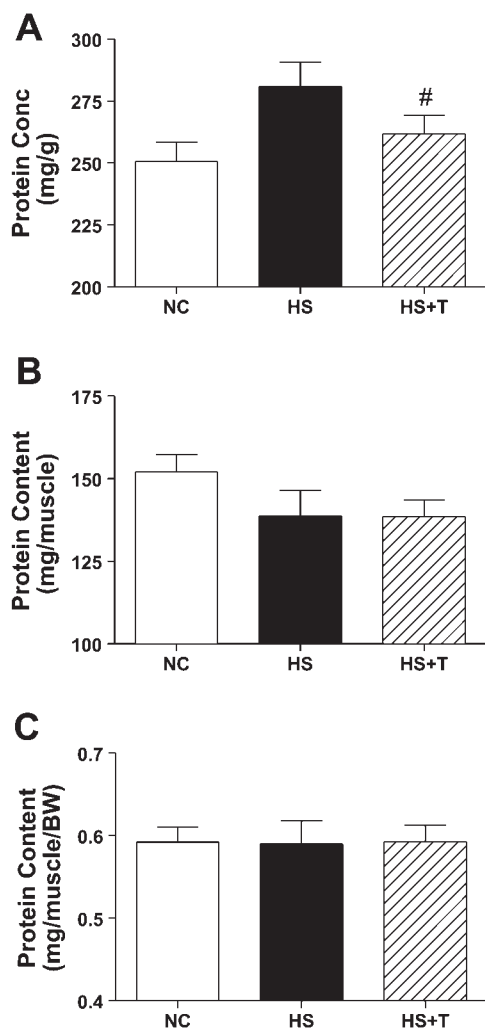 A
Protein Conc
(mg/g)
300
275
250
225
200
#
NC HS HS+T
B
Protein Content
(mg/muscle)
175
150
125
100
NC HS HS+T
C
Protein Content
(mg/muscle/BW)
0.7
0.6
0.5
0.4
NC HS HS+T